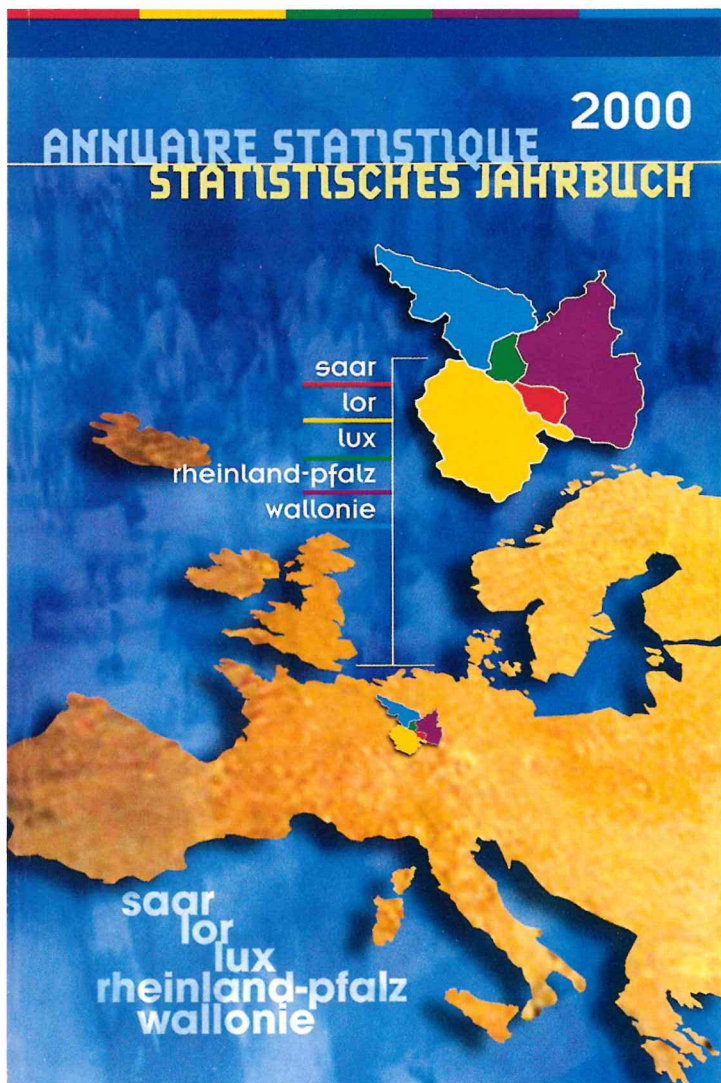 2000
ANNUAIRE STATISTIQUE
STATISTISCHES JAHRBUCH
saar
lor
lux
rheinland-pfalz
wallonie
saar
lor
lux
rheinland-pfalz
wallonie